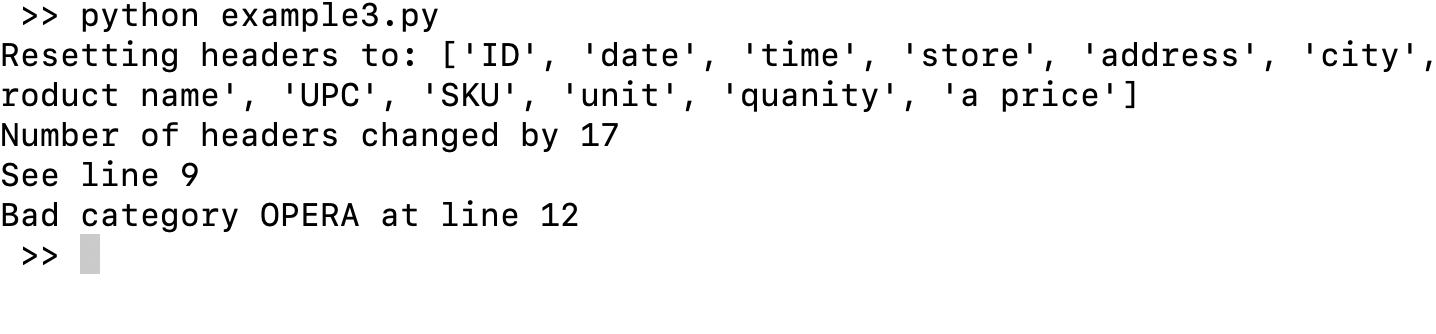 >> python example3.py
Resetting headers to: ['ID', 'date', 'time', 'store', 'address', 'city',
roduct name', 'UPC', 'SKU', 'unit', 'quanity', 'a price']
Number of headers changed by 17
See line 9
Bad category OPERA at line 12
>>